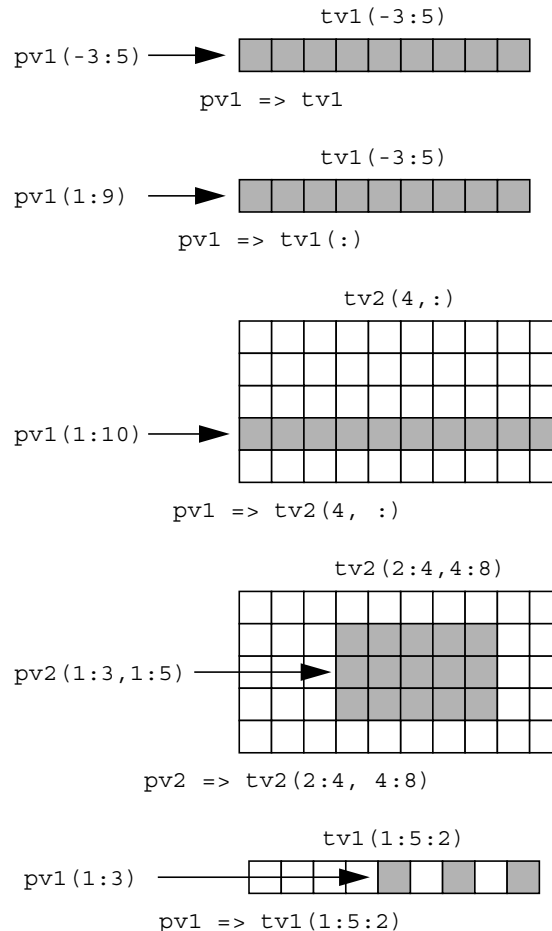 tv1(-3:5)
pv1(-3:5)
pv1 => tv1
tv1(-3:5)
pv1(1:9)
pv1 => tv1(:)
tv2(4,:)
pv1(1:10)
pv1 => tv2(4, :)
tv2(2:4,4:8)
pv2(1:3,1:5)
pv2 => tv2(2:4, 4:8)
tv1(1:5:2)
pv1(1:3)
pv1 => tv1(1:5:2)